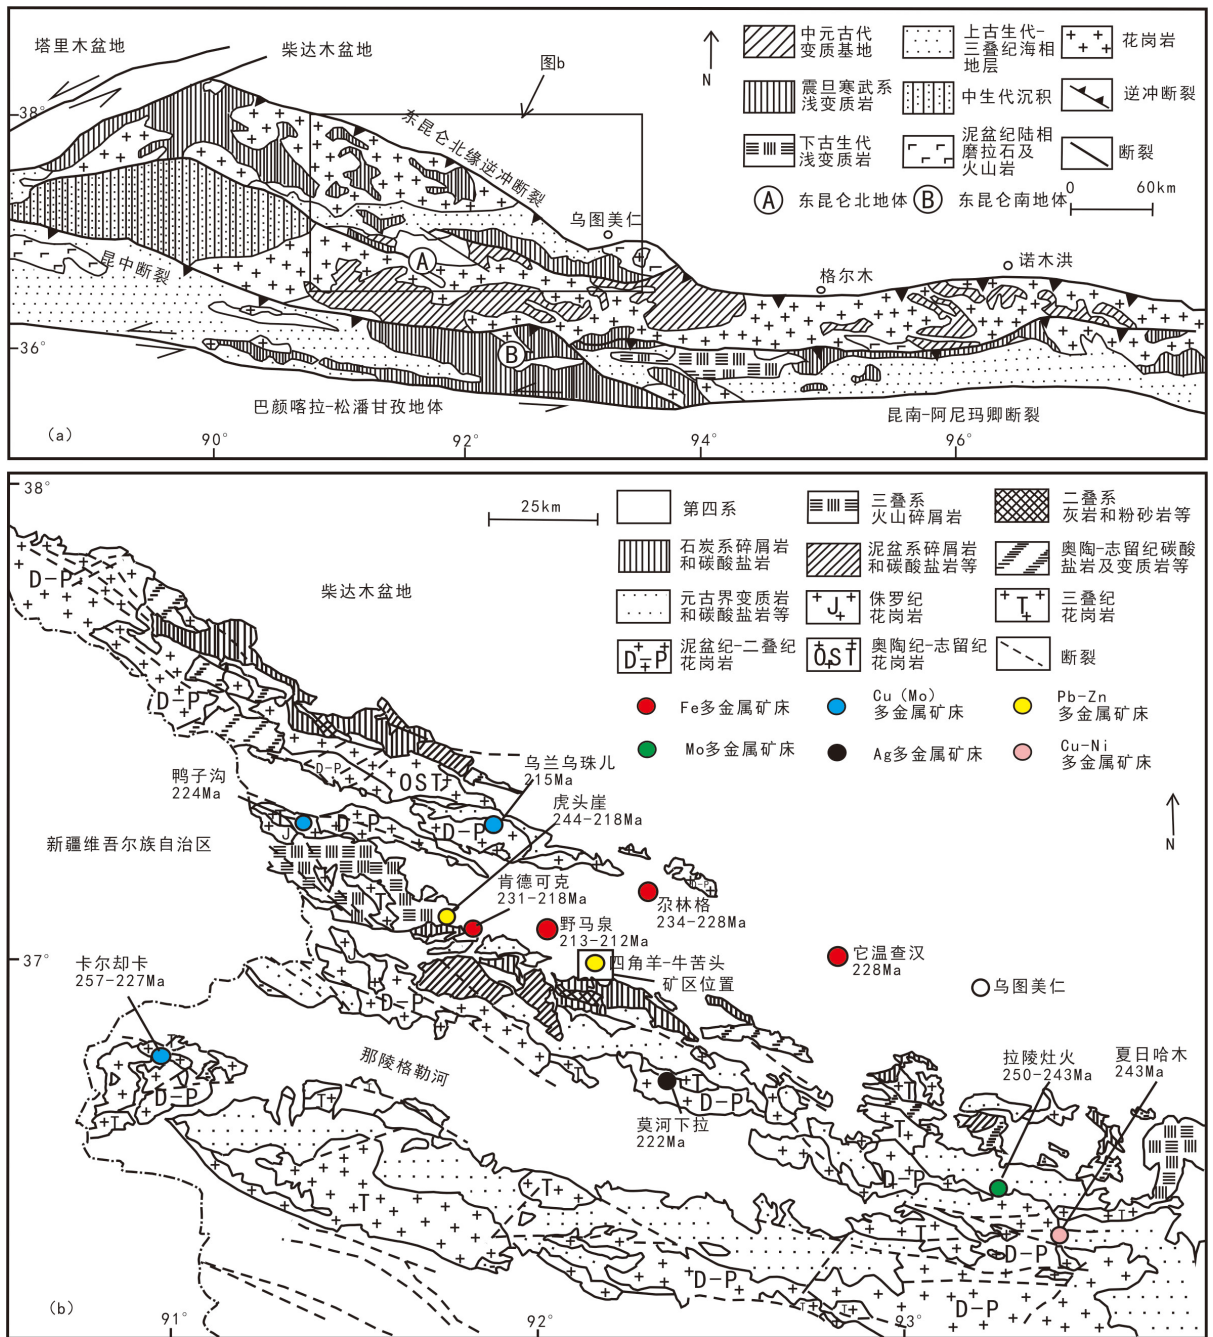 塔里木盆地
柴达木盆地
图b
N
中元古代
变质基地
上古生代-
三叠纪海相
地层
花岗岩
震旦寒武系
浅变质岩
中生代沉积
逆冲断裂
下古生代
浅变质岩
泥盆纪陆相
磨拉石及
火山岩
断裂
A
东昆仑北地体
B
东昆仑南地体
0
60km
38°
东昆仑北缘逆冲断裂
乌图美仁
A
昆中断裂
格尔木
诺木洪
36°
B
巴颜喀拉-松潘甘孜地体
昆南-阿尼玛卿断裂
(a)
90°
92°
94°
96°
38°
25km
第四系
三叠系
火山碎屑岩
二叠系
灰岩和粉砂岩等
石炭系碎屑岩
和碳酸盐岩
泥盆系碎屑岩
和碳酸盐岩等
奥陶-志留纪碳酸
盐岩及变质岩等
元古界变质岩
和碳酸盐岩等
J
侏罗纪
花岗岩
T
三叠纪
花岗岩
D-P
泥盆纪-二叠纪
花岗岩
OST
奥陶纪-志留纪
花岗岩
断裂
Fe多金属矿床
Cu(Mo)
多金属矿床
Pb-Zn
多金属矿床
Mo多金属矿床
Ag多金属矿床
Cu-Ni
多金属矿床
柴达木盆地
D-P
D-P
D-P
OST
乌兰乌珠儿
215Ma
鸭子沟
224Ma
虎头崖
244-218Ma
T
J
D-P
D-P
N
新疆维吾尔族自治区
肯德可克
231-218Ma
D-P
尕林格
234-228Ma
T
野马泉
213-212Ma
它温查汉
228Ma
37°
卡尔却卡
257-227Ma
J
四角羊-牛苦头
矿区位置
乌图美仁
D-P
那陵格勒河
T
D-P
T
T
T
T
D-P
莫河下拉
222Ma
拉陵灶火
250-243Ma
夏日哈木
243Ma
T
T
D-P
T
T
T
D-P
D-P
D-P
(b)
91°
92°
93°